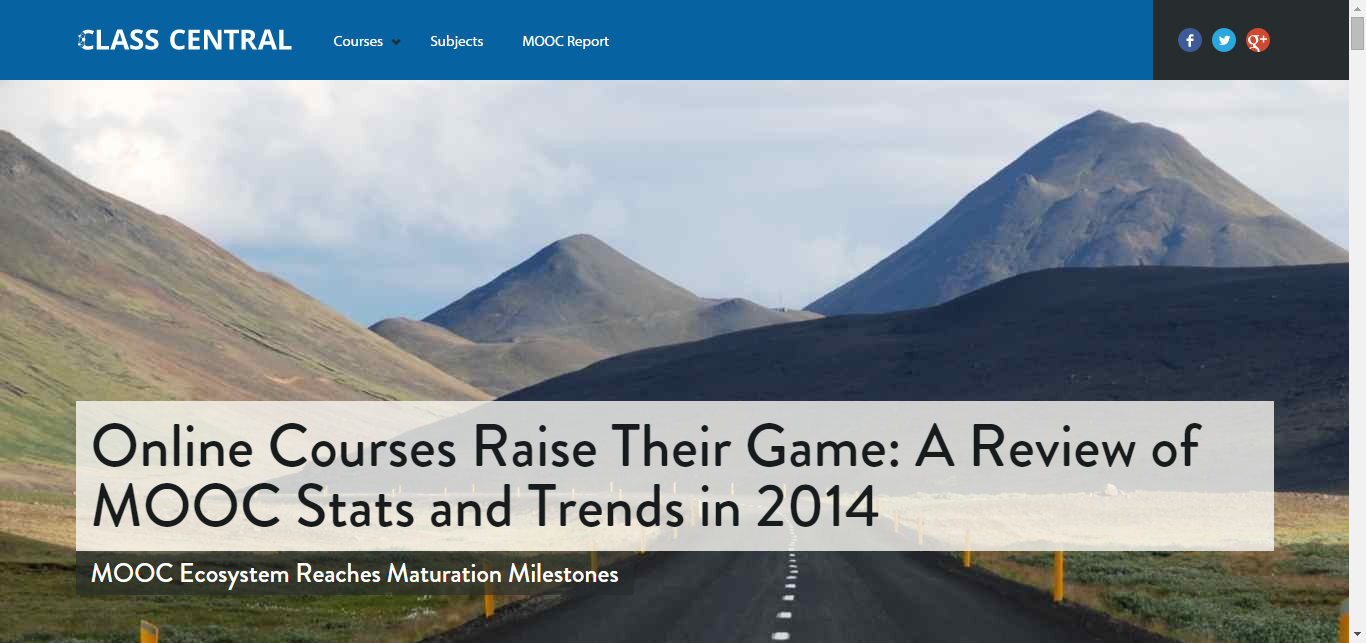 CLASS CENTRAL
Courses
Subjects
MOOC Report
f
g+
Online Courses Raise Their Game: A Review of
MOOC Stats and Trends in 2014
MOOC Ecosystem Reaches Maturation Milestones